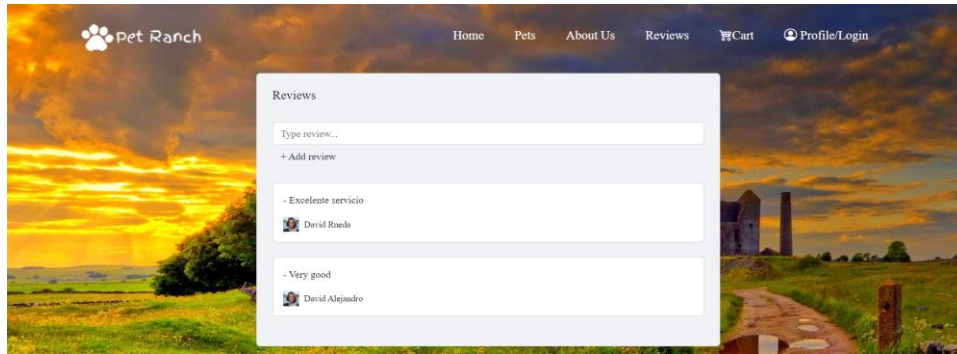 Pet Ranch
Home Pets About Us Reviews Cart Profile/Login
Reviews
Type review...
+ Add review
- Excelente servicio
David Rueda
- Very good
David Alejandro